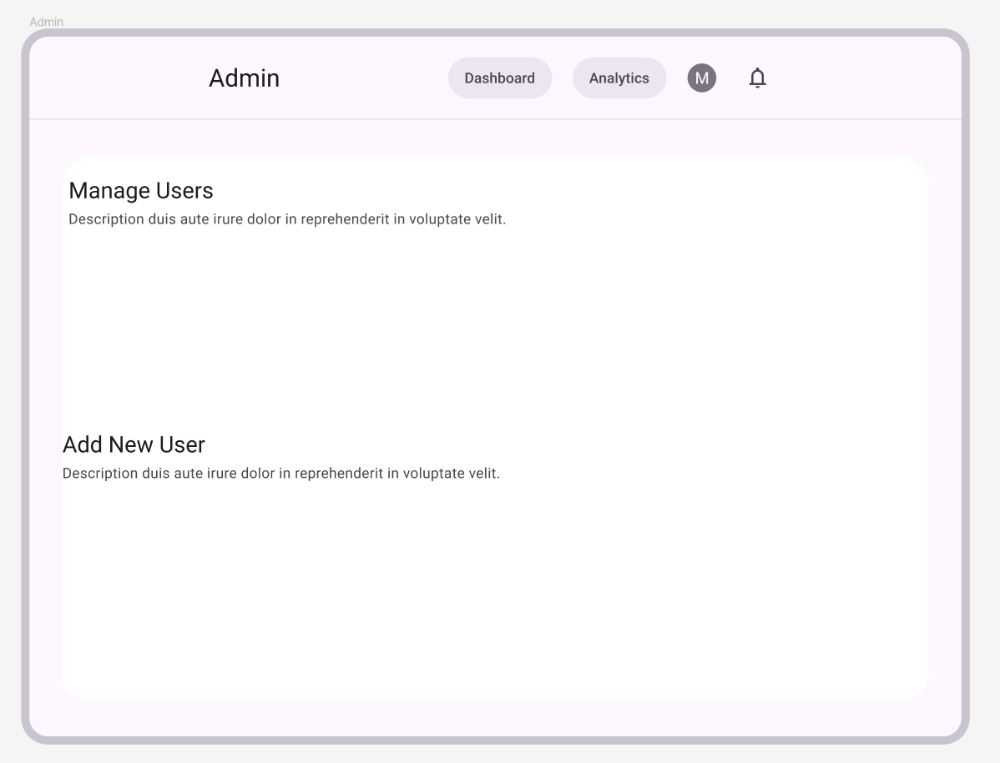 Admin
Admin
Dashboard
Analytics
M
Manage Users
Description duis aute irure dolor in reprehenderit in voluptate velit.
Add New User
Description duis aute irure dolor in reprehenderit in voluptate velit.